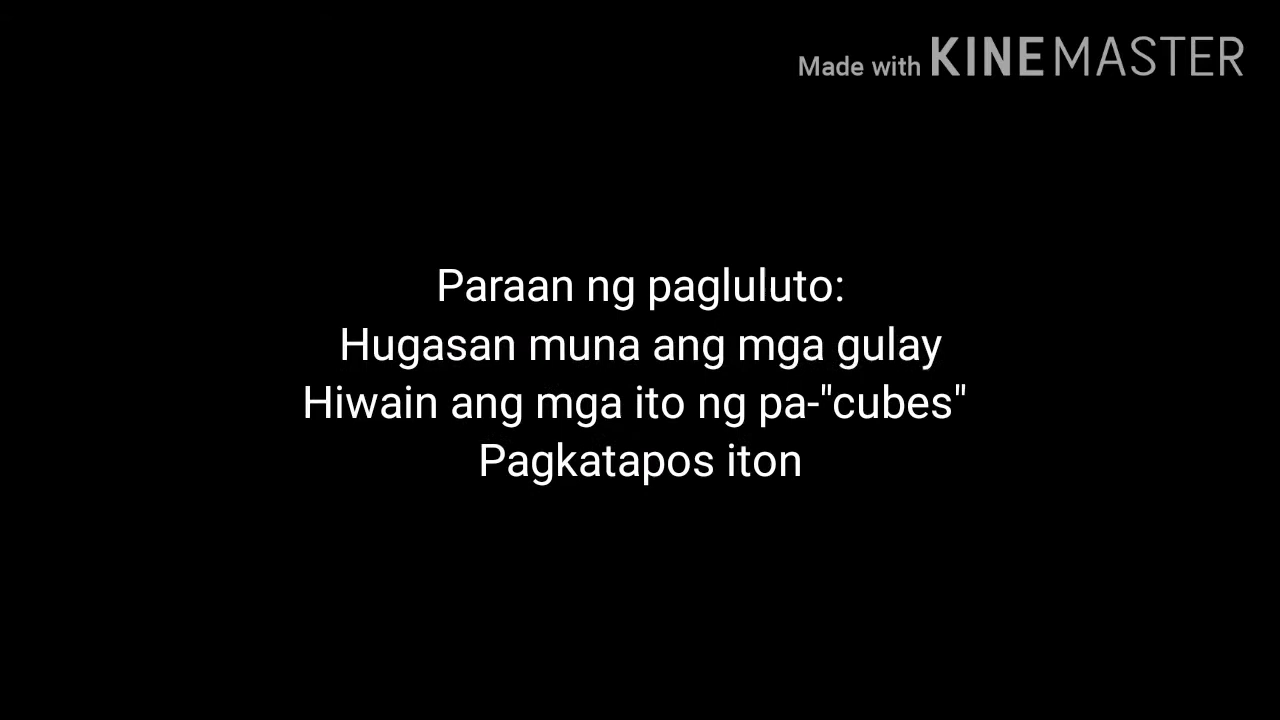 Made with KINEMASTER
Paraan ng pagluluto:
Hugasan muna ang mga gulay
Hiwain ang mga ito ng pa-"cubes"
Pagkatapos iton